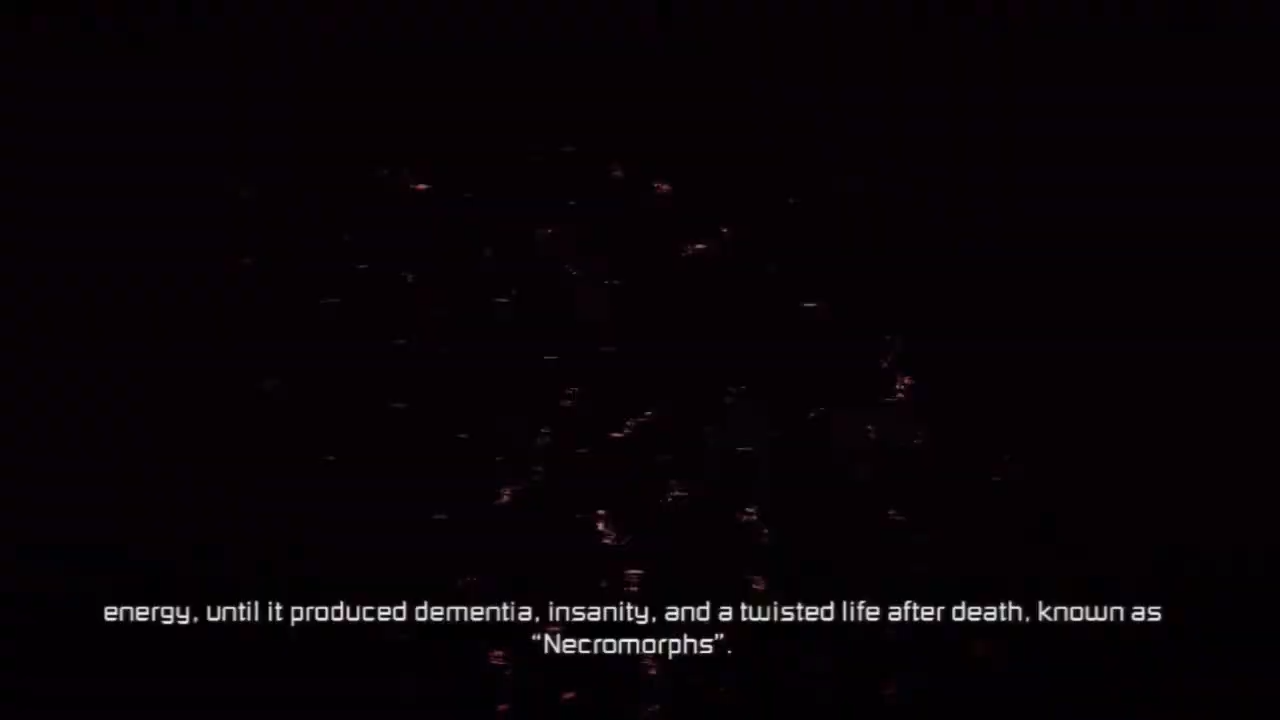 energy, until it produced dementia, insanity, and a twisted life after death, known as
“Necromorphs”.